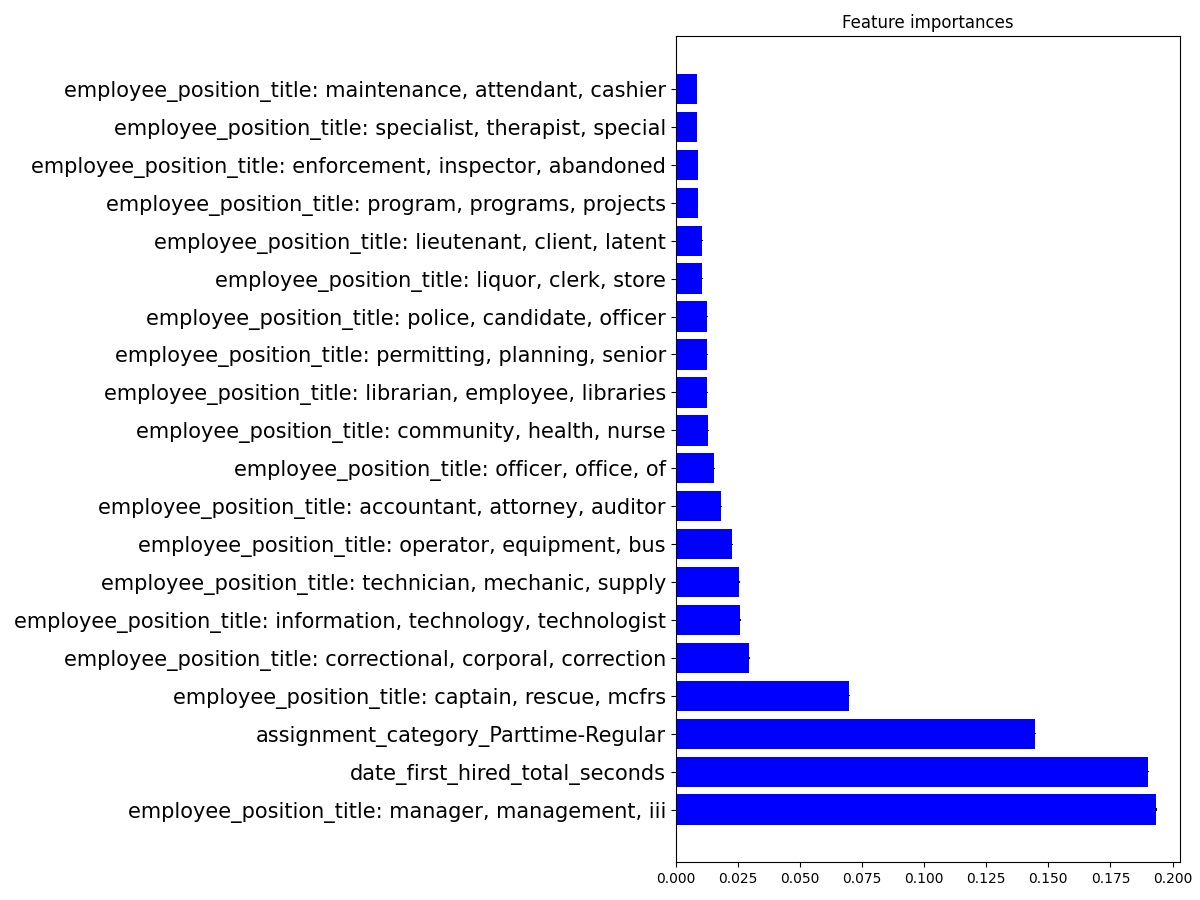 Feature importances
employee_position_title: maintenance, attendant, cashier
employee_position_title: specialist, therapist, special
employee_position_title: enforcement, inspector, abandoned
employee_position_title: program, programs, projects
employee_position_title: lieutenant, client, latent
employee_position_title: liquor, clerk, store
employee_position_title: police, candidate, officer
employee_position_title: permitting, planning, senior
employee_position_title: librarian, employee, libraries
employee_position_title: community, health, nurse
employee_position_title: officer, office, of
employee_position_title: accountant, attorney, auditor
employee_position_title: operator, equipment, bus
employee_position_title: technician, mechanic, supply
employee_position_title: information, technology, technologist
employee_position_title: correctional, corporal, correction
employee_position_title: captain, rescue, mcfrs
assignment_category_Parttime-Regular
date_first_hired_total_seconds
employee_position_title: manager, management, iii
0.000 0.025 0.050 0.075 0.100 0.125 0.150 0.175 0.200